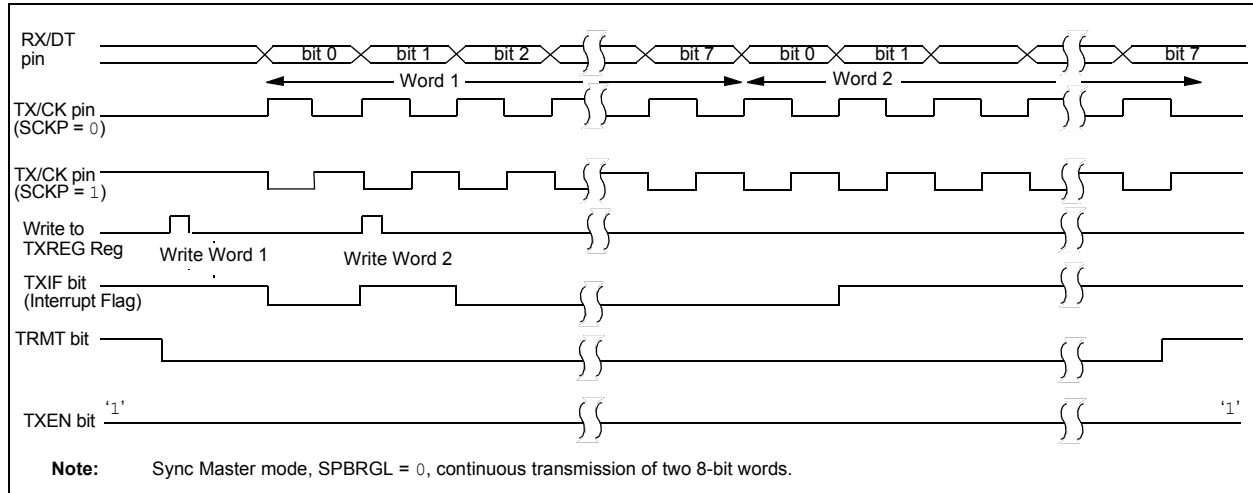 RX/DT
pin
bit 0 bit 1 bit 2 bit 7 bit 0 bit 1 bit 7
Word 1 Word 2
TX/CK pin
(SCKP = 0)
TX/CK pin
(SCKP = 1)
Write to
TXREG Reg
Write Word 1 Write Word 2
TXIF bit
(Interrupt Flag)
TRMT bit
TXEN bit ‘1’ ‘1’
Note: Sync Master mode, SPBRGL = 0, continuous transmission of two 8-bit words.